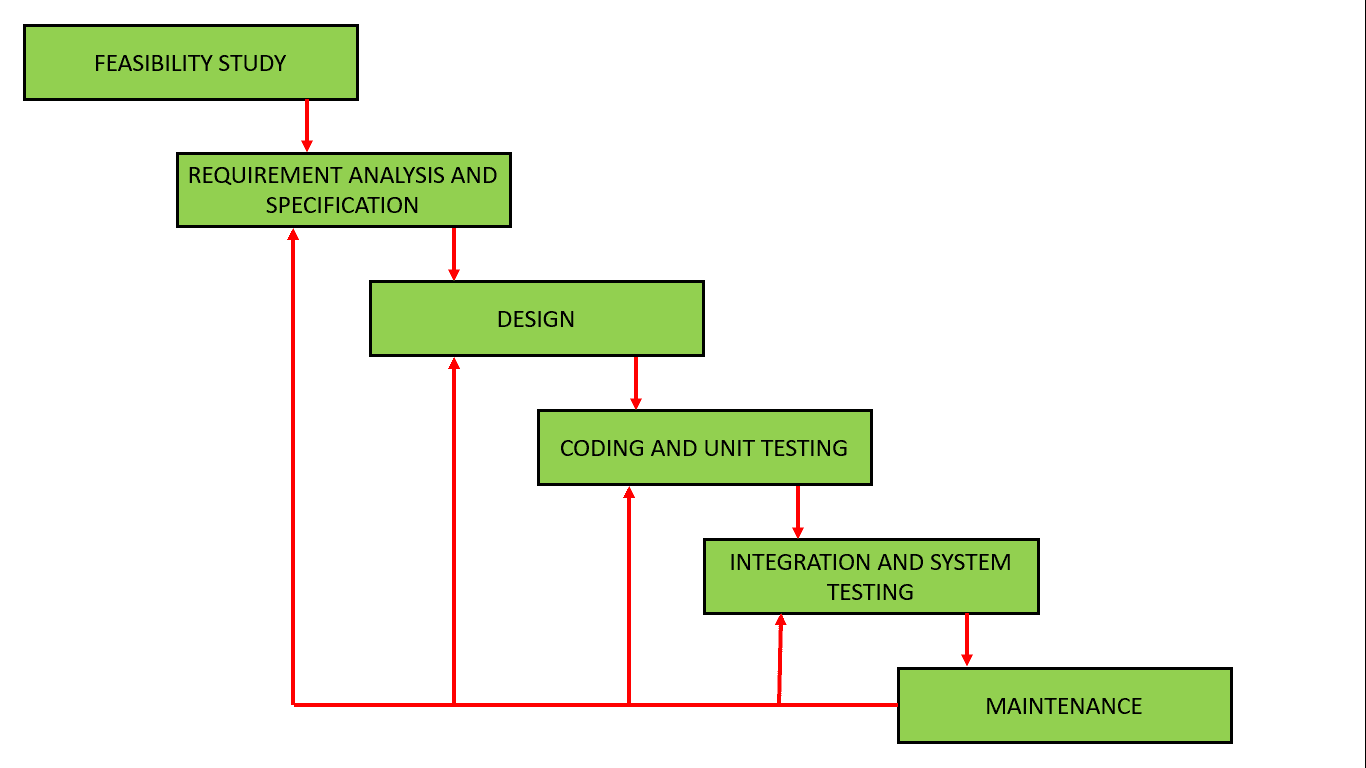 FEASIBILITY STUDY
REQUIREMENT ANALYSIS AND
SPECIFICATION
DESIGN
CODING AND UNIT TESTING
INTEGRATION AND SYSTEM
TESTING
MAINTENANCE